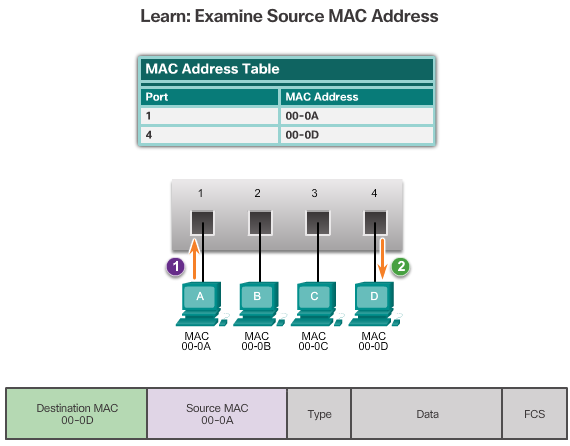 Learn: Examine Source MAC Address
MAC Address Table
Port MAC Address
1 00-0A
4 00-0D
1 2 3 4
1 2
A B C D
MAC MAC MAC MAC
00-0A 00-0B 00-0C 00-0D
Destination MAC Source MAC Type Data FCS
00-0D 00-0A